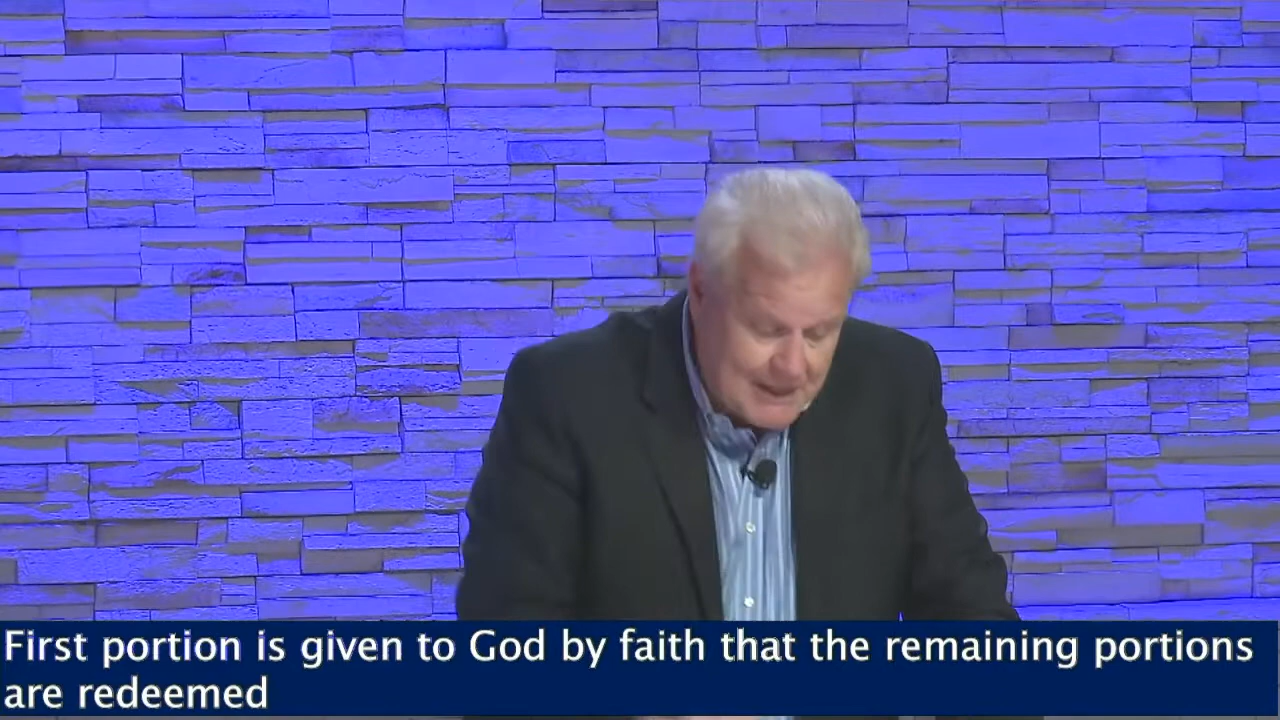 First portion is given to God by faith that the remaining portions
are redeemed